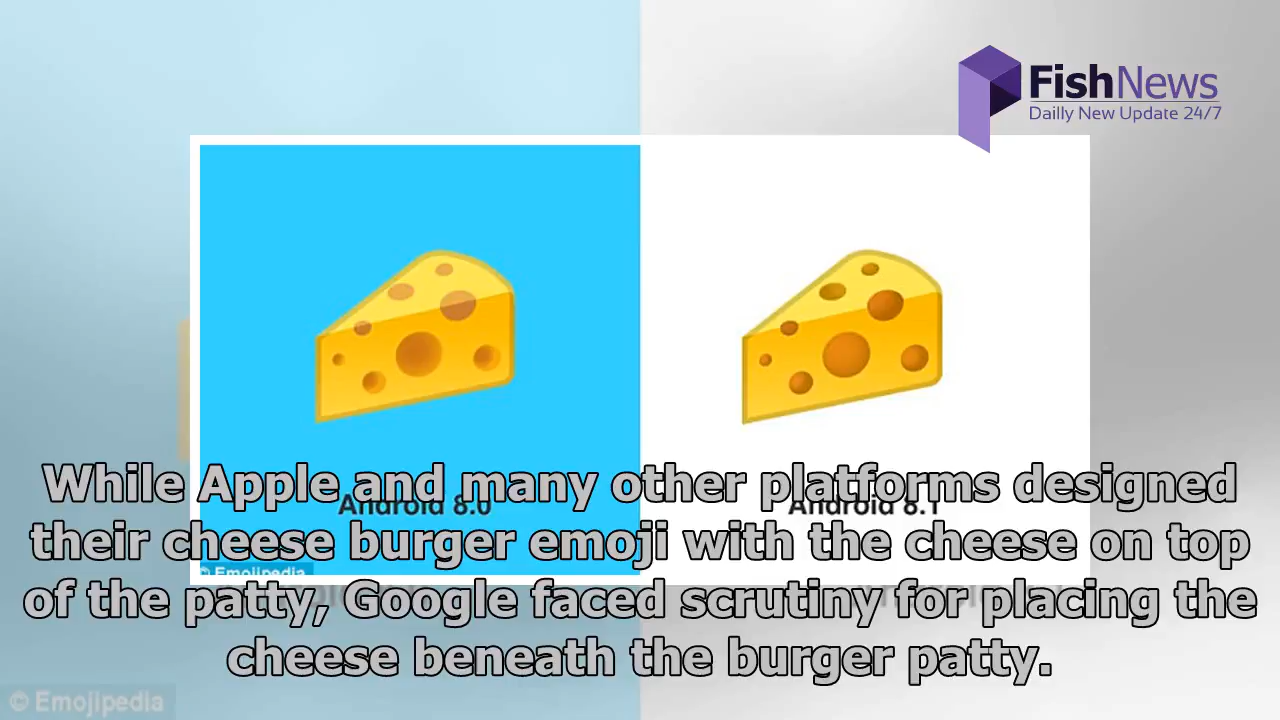 FishNews
Dailly New Update 24/7
While Apple and many other platforms designed
their cheese burger emoji with the cheese on top
of the patty, Google faced scrutiny for placing the
cheese beneath the burger patty.
Android 8.0
Android 8.1
© Emojipedia
© Emojipedia